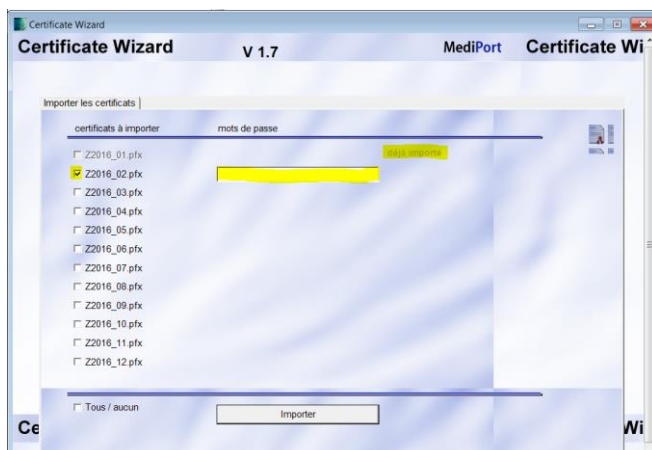 Certificate Wizard
Certificate Wizard V 1.7 MediPort Certificate Wi
Importer les certificats
certificats à importer mots de passe
Z2016_01.pfx déjà importé
Z2016_02.pfx
Z2016_03.pfx
Z2016_04.pfx
Z2016_05.pfx
Z2016_06.pfx
Z2016_07.pfx
Z2016_08.pfx
Z2016_09.pfx
Z2016_10.pfx
Z2016_11.pfx
Z2016_12.pfx
Tous / aucun Importer
Ce Wi